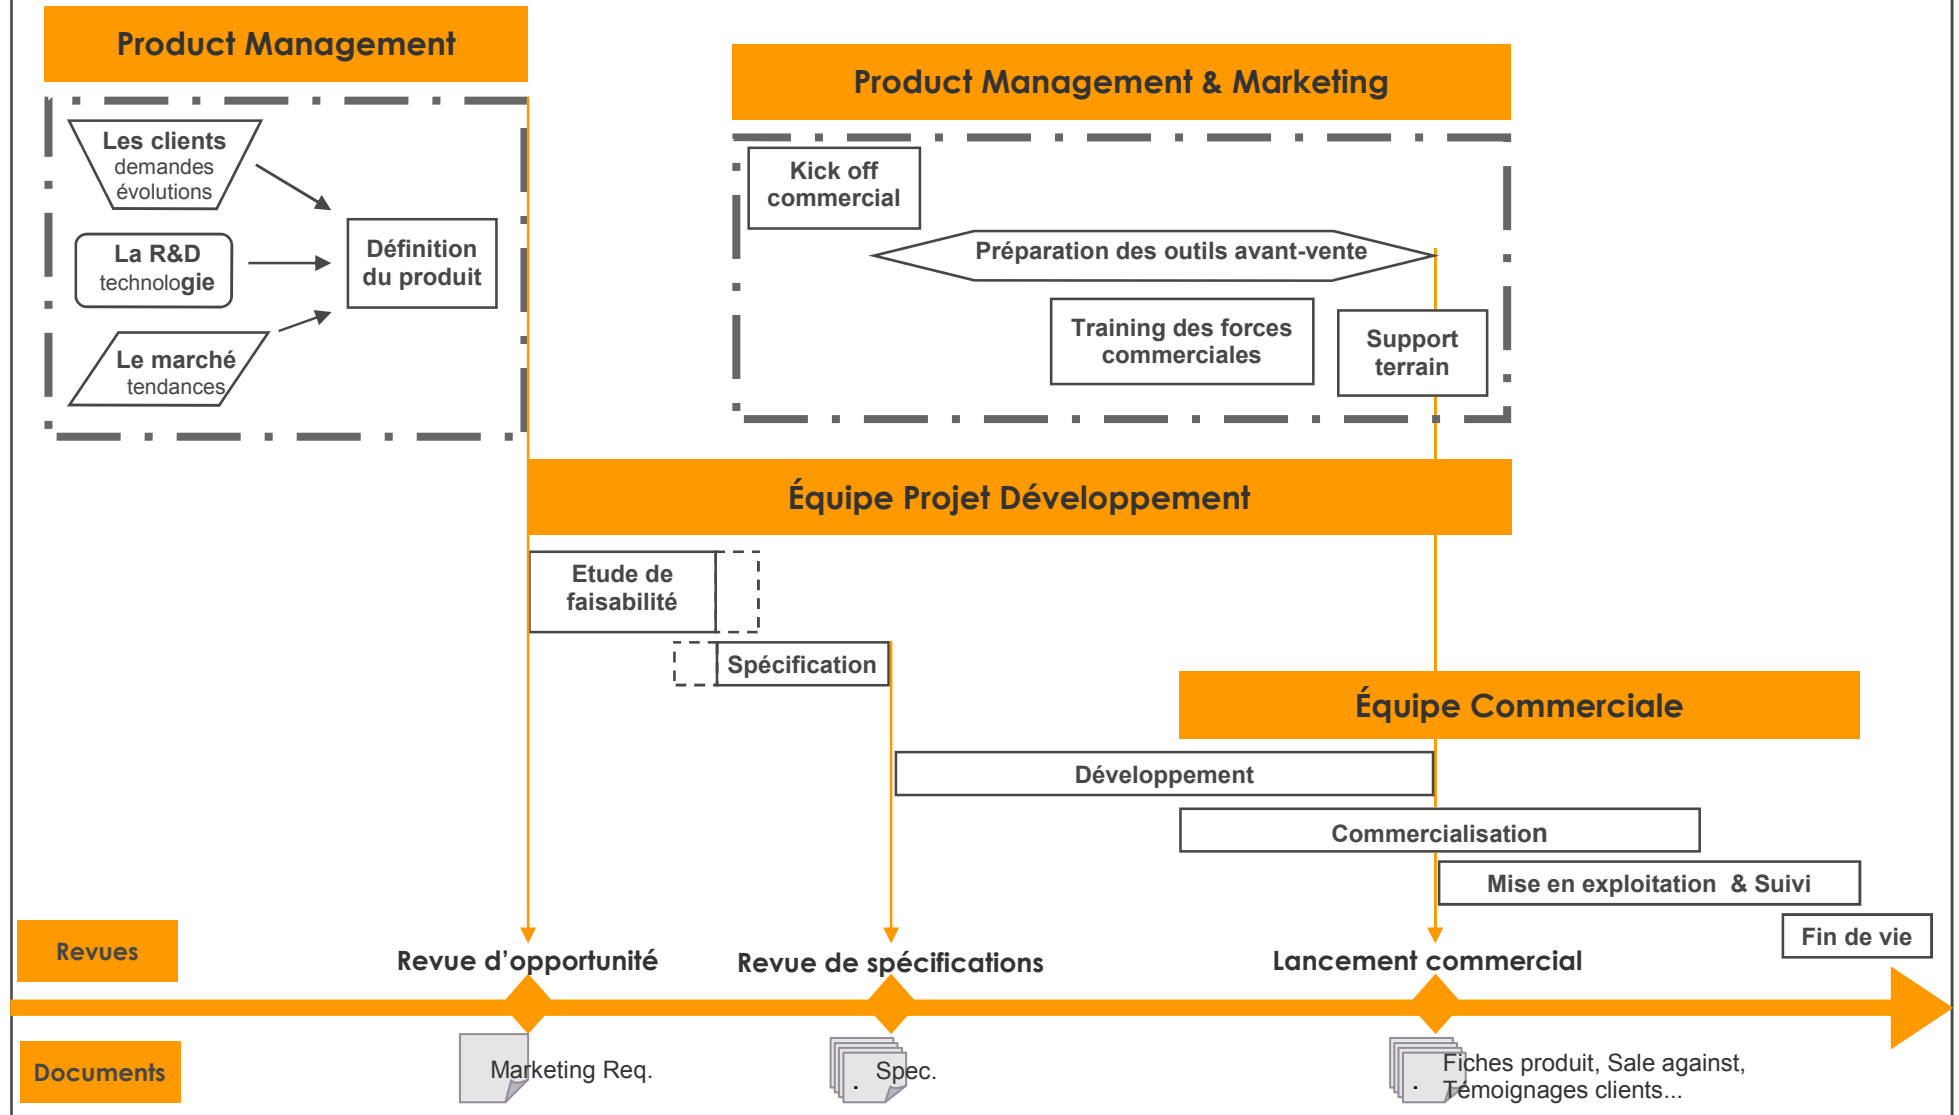 Product Management
Product Management & Marketing
Les clients
demandes
évolutions
La R&D
technologie
Le marché
tendances
Définition
du produit
Kick off
commercial
Préparation des outils avant-vente
Training des forces
commerciales
Support
terrain
Équipe Projet Développement
Etude de
faisabilité
Spécification
Équipe Commerciale
Développement
Commercialisation
Mise en exploitation & Suivi
Fin de vie
Revues
Revue d'opportunité
Revue de spécifications
Lancement commercial
Documents
Marketing Req.
. Spec.
. Fiches produit, Sale against,
Témoignages clients...